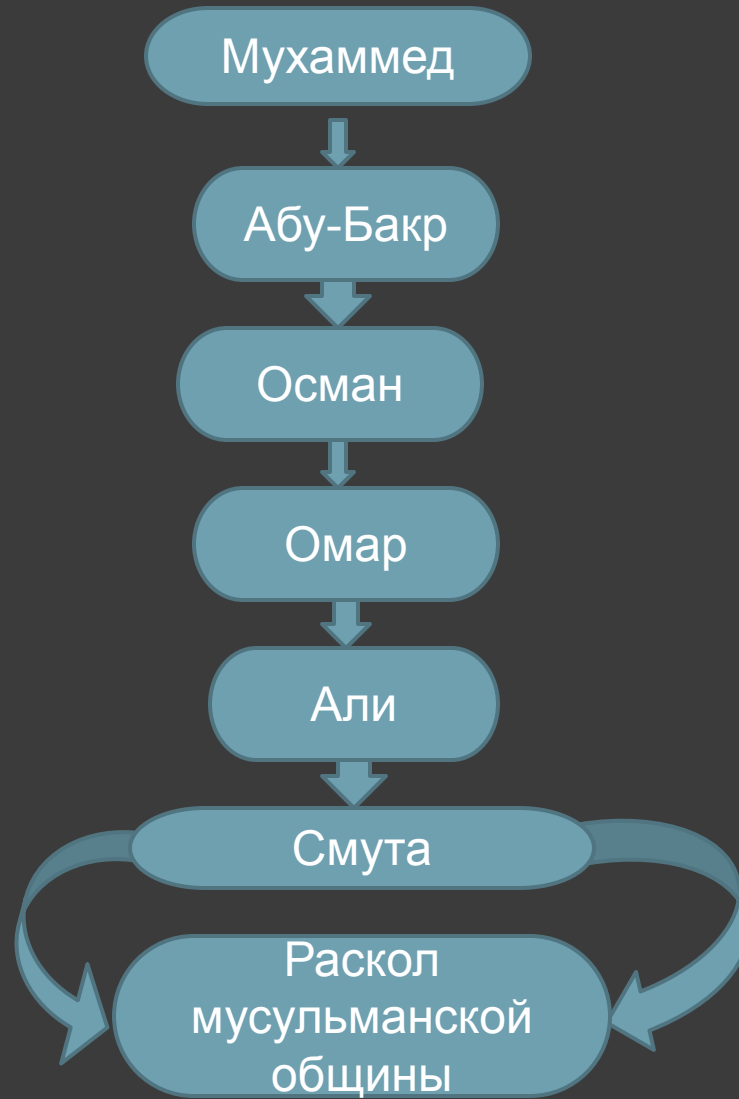 Мухаммед
Абу-Бакр
Осман
Омар
Али
Смута
Раскол
мусульманской
общины